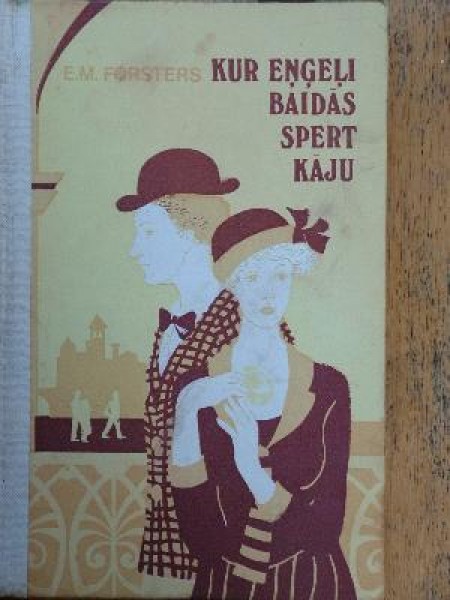 E.M. FORSTERS KUR EŅĢEĻI
BAIDĀS
SPERT
KĀJU